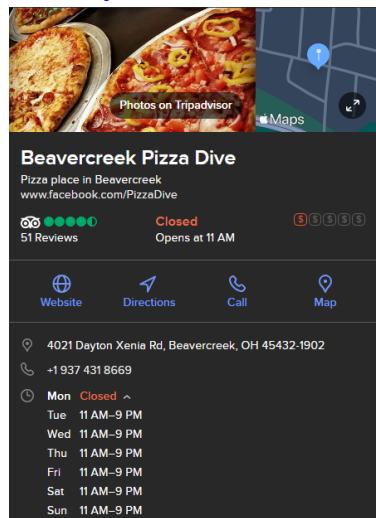 Photos on Tripadvisor
Maps
Beavercreek Pizza Dive
Pizza place in Beavercreek
www.facebook.com/PizzaDive
Closed
$ $ $ $ $
51 Reviews
Opens at 11 AM
Website
Directions
Call
Map
4021 Dayton Xenia Rd, Beavercreek, OH 45432-1902
+1 937 431 8669
Mon Closed
Tue 11 AM–9 PM
Wed 11 AM–9 PM
Thu 11 AM–9 PM
Fri 11 AM–9 PM
Sat 11 AM–9 PM
Sun 11 AM–9 PM